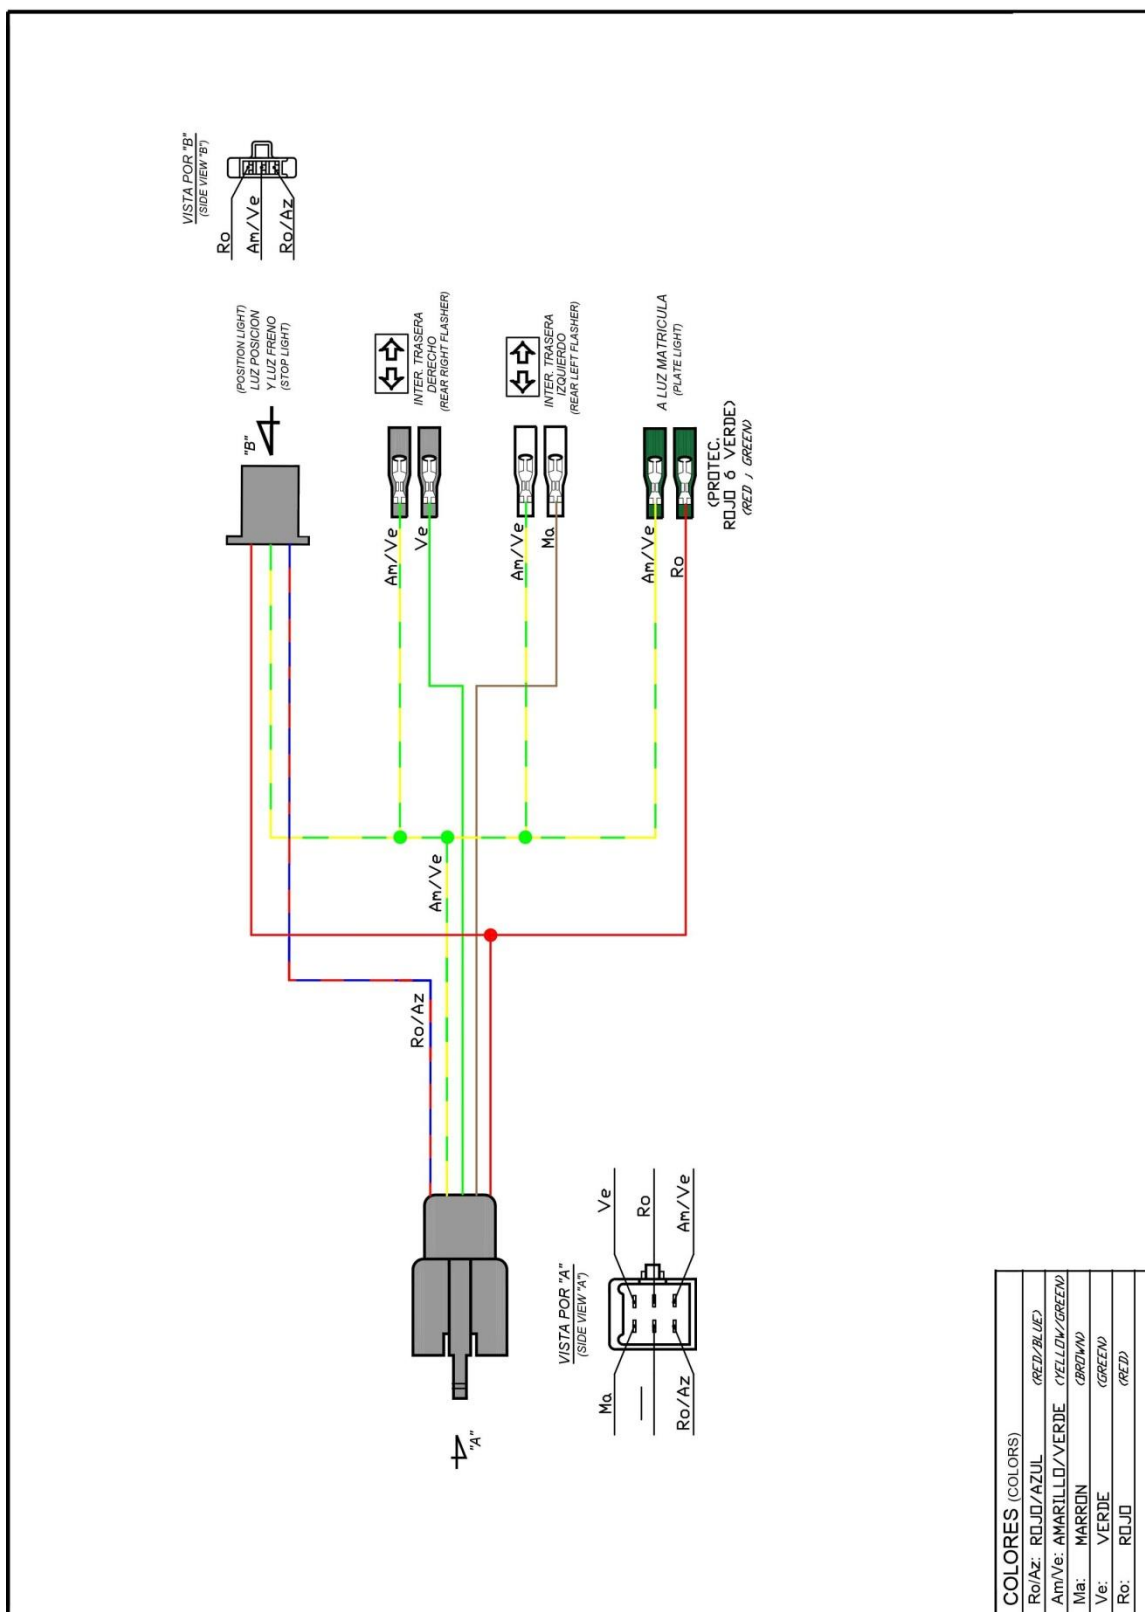 VISTA POR "B"
(SIDE VIEW "B")
Ro
Am/Ve
Ro/Az
(POSITION LIGHT)
LUZ POSICION
Y LUZ FRENO
(STOP LIGHT)
"B"
INTER. TRASERA
DERECHO
(REAR RIGHT FLASHER)
Am/Ve
Ve
INTER. TRASERA
IZQUIERDO
(REAR LEFT FLASHER)
Am/Ve
Ma
A LUZ MATRICULA
(PLATE LIGHT)
Am/Ve
Ro
(PROTEC.
ROJO ó VERDE)
(RED / GREEN)
Am/Ve
Ro/Az
"A"
VISTA POR "A"
(SIDE VIEW "A")
Ve
Ro
Am/Ve
Ma
—
Ro/Az
COLORES (COLORS)
Ro/Az: ROJO/AZUL (RED/BLUE)
Am/Ve: AMARILLO/VERDE (YELLOW/GREEN)
Ma: MARRON (BROWN)
Ve: VERDE (GREEN)
Ro: ROJO (RED)